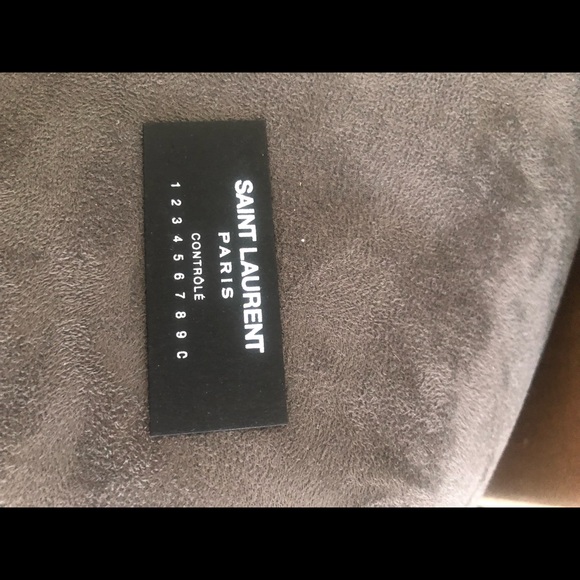 SAINT LAURENT
PARIS
CONTRÔLÉ
1 2 3 4 5 6 7 8 9 C